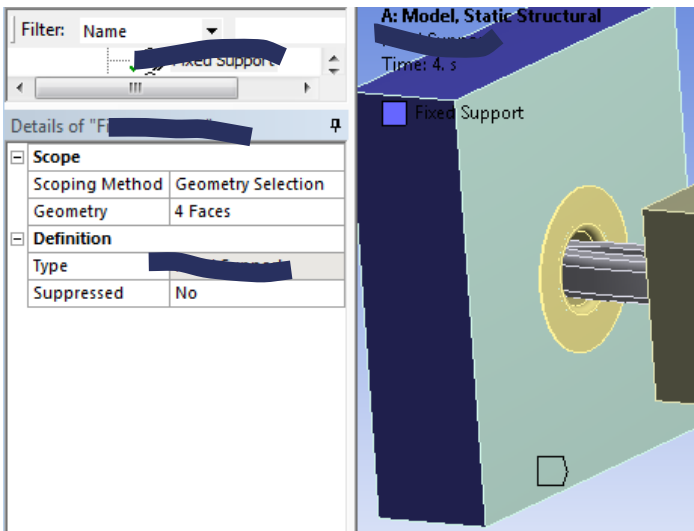 Filter: Name
Fixed Support
Details of
Scope
Scoping Method Geometry Selection
Geometry 4 Faces
Definition
Type
Suppressed No
A: Model, Static Structural
Time: 4. s
Fixed Support